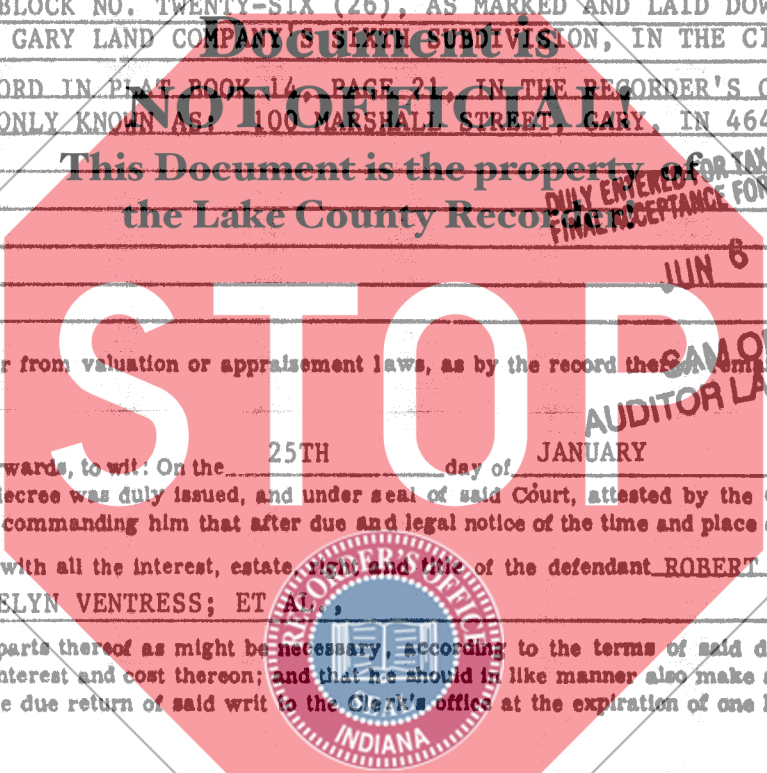 BLOCK NO. TWENTY-SIX (26), AS MARKED AND LAID DOW
Document is
GARY LAND COMPANY'S SIXTH SUBDIVISION, IN THE CI
ORD IN PLAT BOOK 14, PAGE 21, IN THE RECORDER'S O
NOT OFFICIAL!
ONLY KNOWN AS: 100 MARSHALL STREET, GARY, IN 464
This Document is the property of
the Lake County Recorder!
DULY ENTERED FOR TAX
FINAL ACCEPTANCE FOR
JUN 6
STOP
r from valuation or appraisement laws, as by the record thereof
SAM
AUDITOR LA
rwards, to wit: On the 25TH day of JANUARY
decree was duly issued, and under seal of said Court, attested by the
commanding him that after due and legal notice of the time and place
with all the interest, estate, right and title of the defendant ROBERT
ELYN VENTRESS; ET AL.,
parts thereof as might be necessary, according to the terms of said d
nterest and cost thereon; and that he should in like manner also make
e due return of said writ to the Clerk's office at the expiration of one
RECORDER'S OFFIC
INDIANA